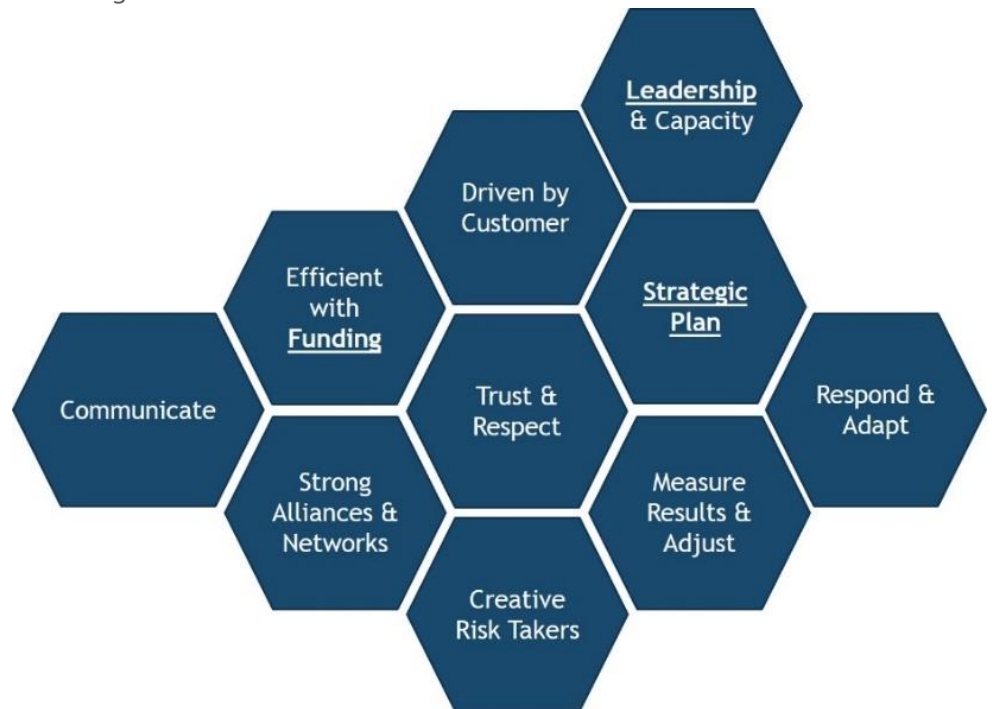 Leadership
& Capacity
Driven by
Customer
Efficient
with
Funding
Strategic
Plan
Communicate
Trust &
Respect
Respond &
Adapt
Strong
Alliances &
Networks
Measure
Results &
Adjust
Creative
Risk Takers